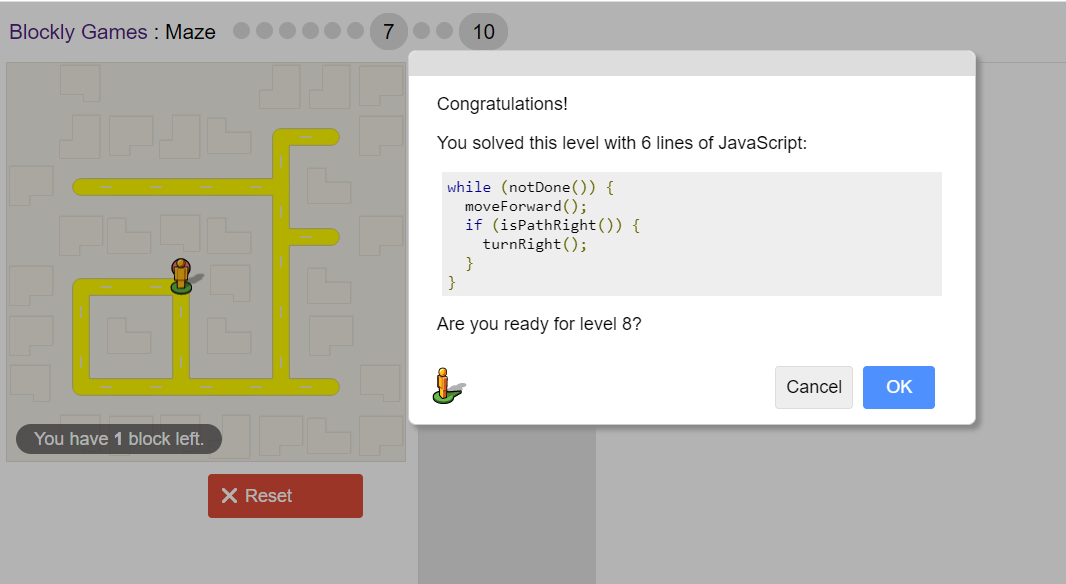 Blockly Games : Maze 7 10
Congratulations!
You solved this level with 6 lines of JavaScript:
while (notDone()) {
  moveForward();
  if (isPathRight()) {
    turnRight();
  }
}
Are you ready for level 8?
Cancel OK
You have 1 block left.
Reset